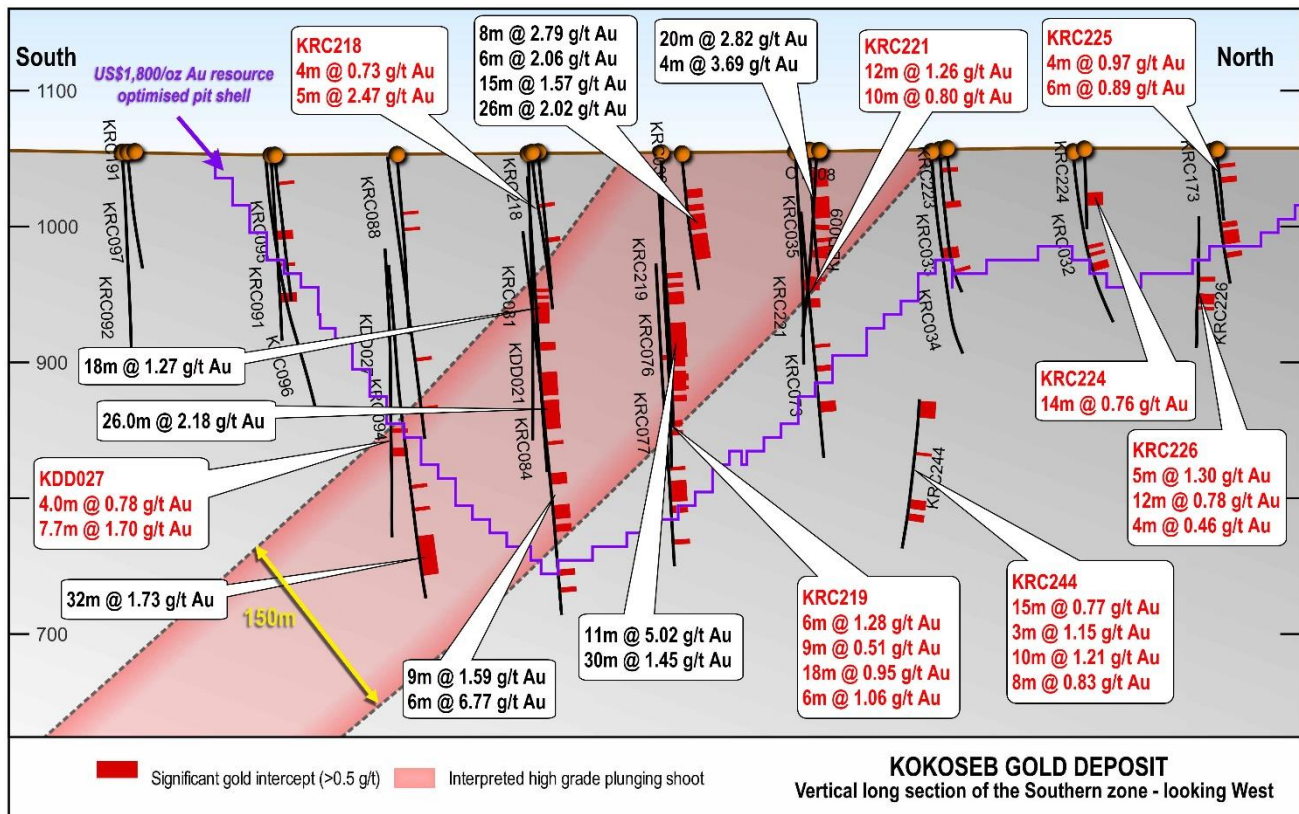 South
North
US$1,800/oz Au resource
optimised pit shell
KRC218
4m @ 0.73 g/t Au
5m @ 2.47 g/t Au
8m @ 2.79 g/t Au
6m @ 2.06 g/t Au
15m @ 1.57 g/t Au
26m @ 2.02 g/t Au
20m @ 2.82 g/t Au
4m @ 3.69 g/t Au
KRC221
12m @ 1.26 g/t Au
10m @ 0.80 g/t Au
KRC225
4m @ 0.97 g/t Au
6m @ 0.89 g/t Au
1100
1000
900
700
KRC191
KRC097
KRC092
KRC095
KRC091
KRC088
KRC094
KRC218
KRC081
KDD021
KRC084
KRC219
KRC076
KRC077
KRC035
KRC221
KRC073
KRC223
KRC033
KRC034
KRC224
KRC032
KRC173
KRC226
KRC244
18m @ 1.27 g/t Au
26.0m @ 2.18 g/t Au
KDD027
4.0m @ 0.78 g/t Au
7.7m @ 1.70 g/t Au
32m @ 1.73 g/t Au
150m
9m @ 1.59 g/t Au
6m @ 6.77 g/t Au
11m @ 5.02 g/t Au
30m @ 1.45 g/t Au
KRC219
6m @ 1.28 g/t Au
9m @ 0.51 g/t Au
18m @ 0.95 g/t Au
6m @ 1.06 g/t Au
KRC224
14m @ 0.76 g/t Au
KRC226
5m @ 1.30 g/t Au
12m @ 0.78 g/t Au
4m @ 0.46 g/t Au
KRC244
15m @ 0.77 g/t Au
3m @ 1.15 g/t Au
10m @ 1.21 g/t Au
8m @ 0.83 g/t Au
Significant gold intercept (>0.5 g/t)
Interpreted high grade plunging shoot
KOKOSEB GOLD DEPOSIT
Vertical long section of the Southern zone - looking West